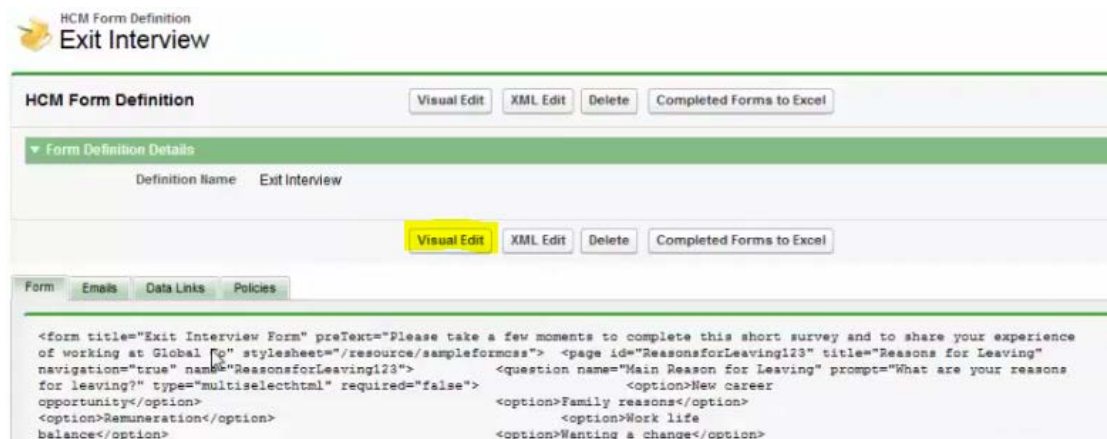 HCM Form Definition
Exit Interview
HCM Form Definition Visual Edit XML Edit Delete Completed Forms to Excel
Form Definition Details
Definition Name Exit Interview
Visual Edit XML Edit Delete Completed Forms to Excel
Form Emails Data Links Policies
<form title="Exit Interview Form" preText="Please take a few moments to complete this short survey and to share your experience
of working at Global Co" stylesheet="/resource/sampleformcss"> <page id="ReasonsforLeaving123" title="Reasons for Leaving"
navigation="true" name="ReasonsforLeaving123"> <question name="Main Reason for Leaving" prompt="What are your reasons
for leaving?" type="multiselecthtml" required="false"> <option>New career
opportunity</option> <option>Family reasons</option>
<option>Remuneration</option> <option>Work life
balance</option> <option>Wanting a change</option>